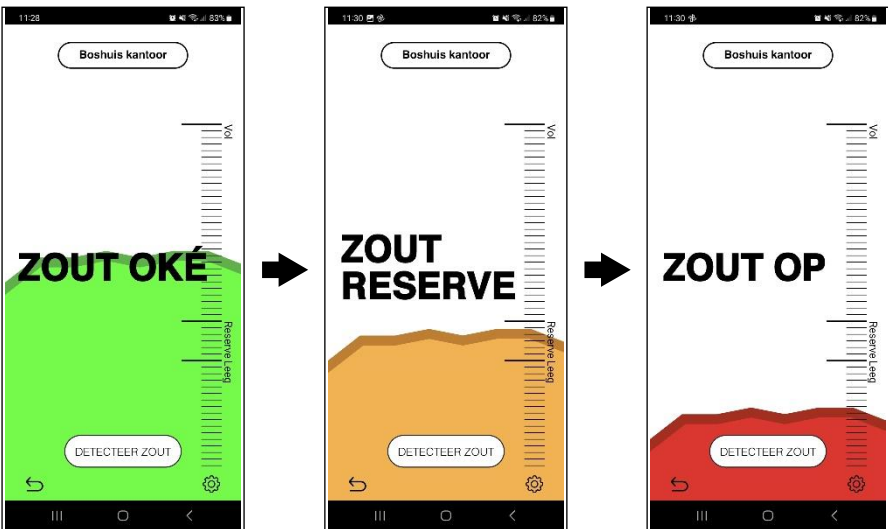 11:28 83%
Boshuis kantoor
Vol
ZOUT OKÉ
Reserve
Leeg
DETECTEER ZOUT
11:30 82%
Boshuis kantoor
Vol
ZOUT
RESERVE
Reserve
Leeg
DETECTEER ZOUT
11:30 82%
Boshuis kantoor
Vol
ZOUT OP
Reserve
Leeg
DETECTEER ZOUT